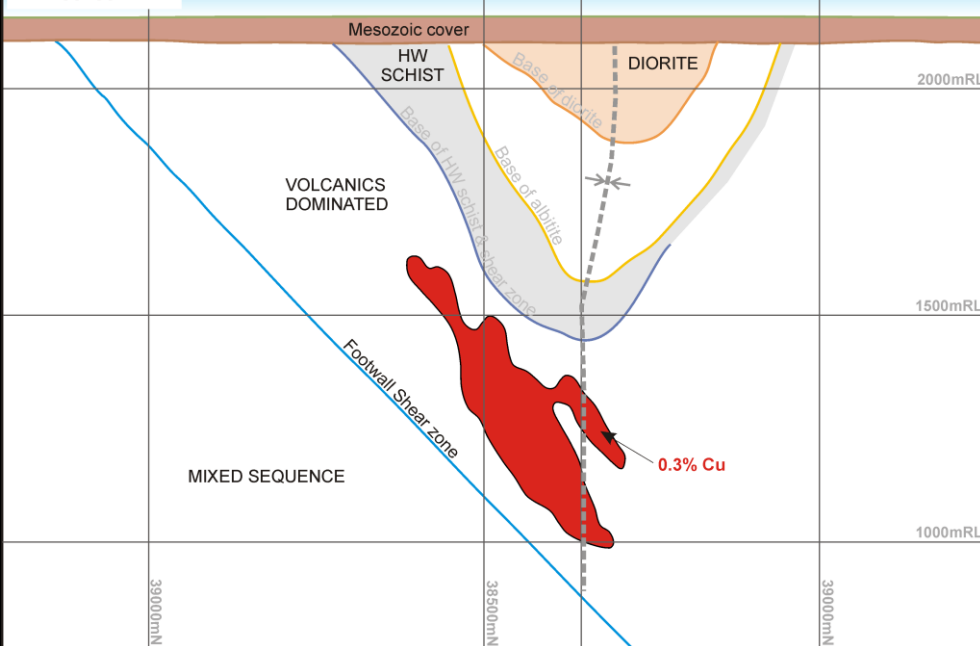 Mesozoic cover
HW
SCHIST
DIORITE
Base of diorite
2000mRL
Base of HW schist & shear zone
Base of albitite
VOLCANICS
DOMINATED
1500mRL
Footwall Shear zone
0.3% Cu
MIXED SEQUENCE
1000mRL
39000mN
38500mN
39000mN